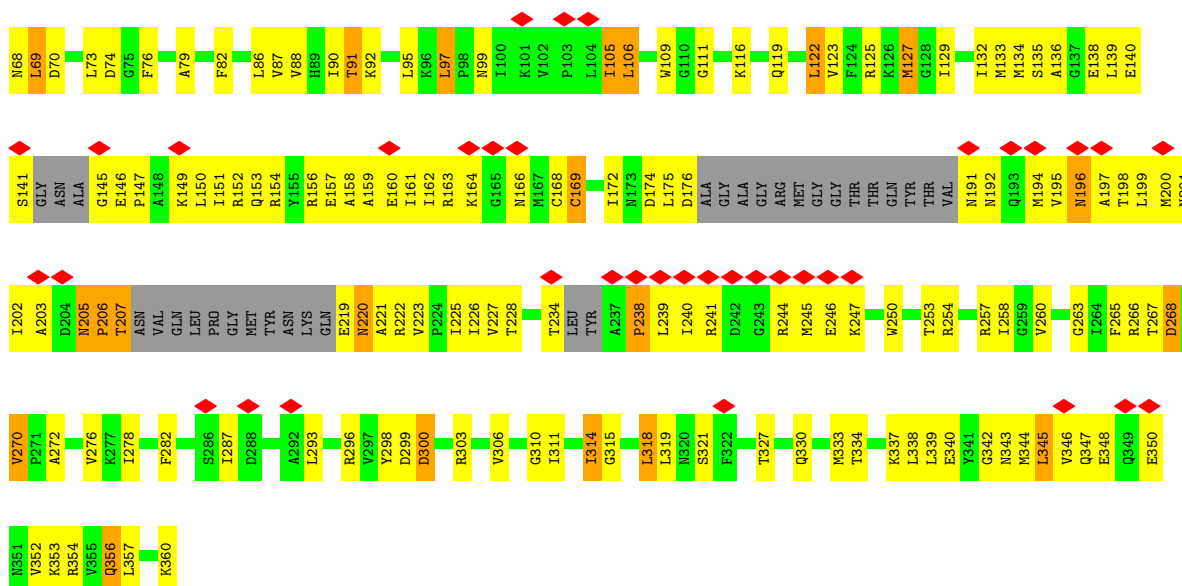 N68 L69 D70 L73 D74 G75 F76 A79 F82 L86 V87 V88 H89 I90 T91 K92 L95 K96 L97 P98 N99 I100 K101 V102 P103 L104 I105 L106 W109 G110 G111 K116 Q119 L122 V123 F124 R125 K126 M127 G128 I129 I132 M133 M134 S135 A136 G137 E138 L139 E140
S141 GLY ASN ALA G145 E146 P147 A148 K149 L150 I151 R152 Q153 R154 Y155 R156 E157 A158 A159 E160 I161 I162 R163 K164 G165 N166 M167 C168 C169 I172 N173 D174 L175 D176 ALA GLY ALA GLY ARG MET GLY GLY THR THR GLN TYR THR VAL N191 N192 Q193 M194 V195 N196 A197 T198 L199 M200
I202 A203 D204 N205 P206 T207 ASN VAL GLN LEU PRO GLY MET TYR ASN LYS GLN E219 N220 A221 R222 V223 P224 I225 I226 V227 T228 T234 LEU TYR A237 P238 L239 I240 R241 D242 G243 R244 M245 E246 K247 W250 T253 R254 R257 I258 G259 V260 G263 I264 F265 R266 T267 D268
V270 P271 A272 V276 K277 I278 F282 S286 I287 D288 A292 L293 R296 V297 Y298 D299 D300 R303 V306 G310 I311 I314 G315 L318 L319 N320 S321 F322 T327 Q330 M333 T334 K337 L338 L339 E340 Y341 G342 N343 M344 L345 V346 Q347 E348 Q349 E350
N351 V352 K353 R354 V355 Q356 L357 K360